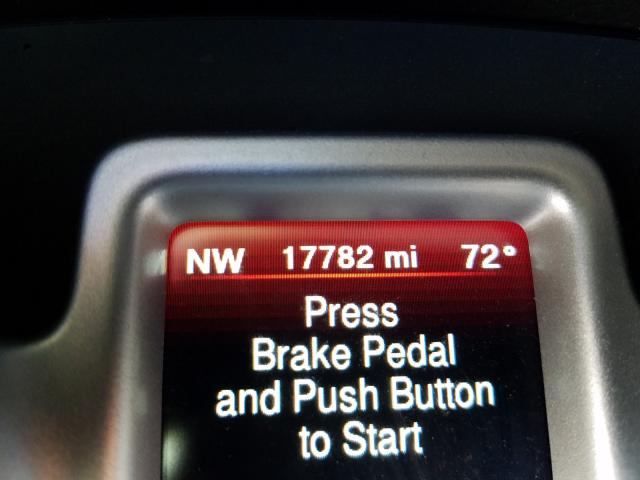 NW 17782 mi 72°
Press
Brake Pedal
and Push Button
to Start